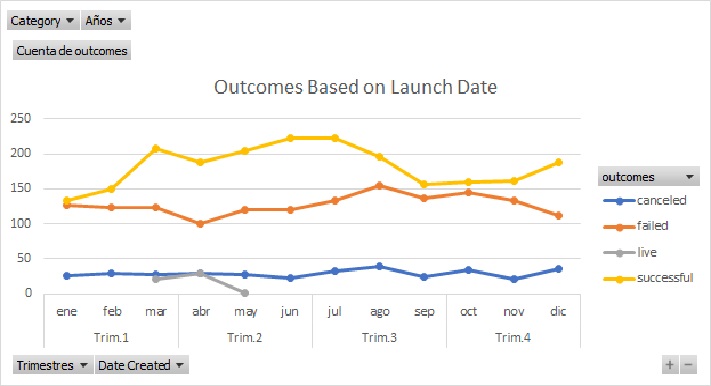 Category Años
Cuenta de outcomes
Outcomes Based on Launch Date
250
200
150
100
50
0
ene feb mar abr may jun jul ago sep oct nov dic
Trim.1 Trim.2 Trim.3 Trim.4
outcomes
canceled
failed
live
successful
Trimestres Date Created + -